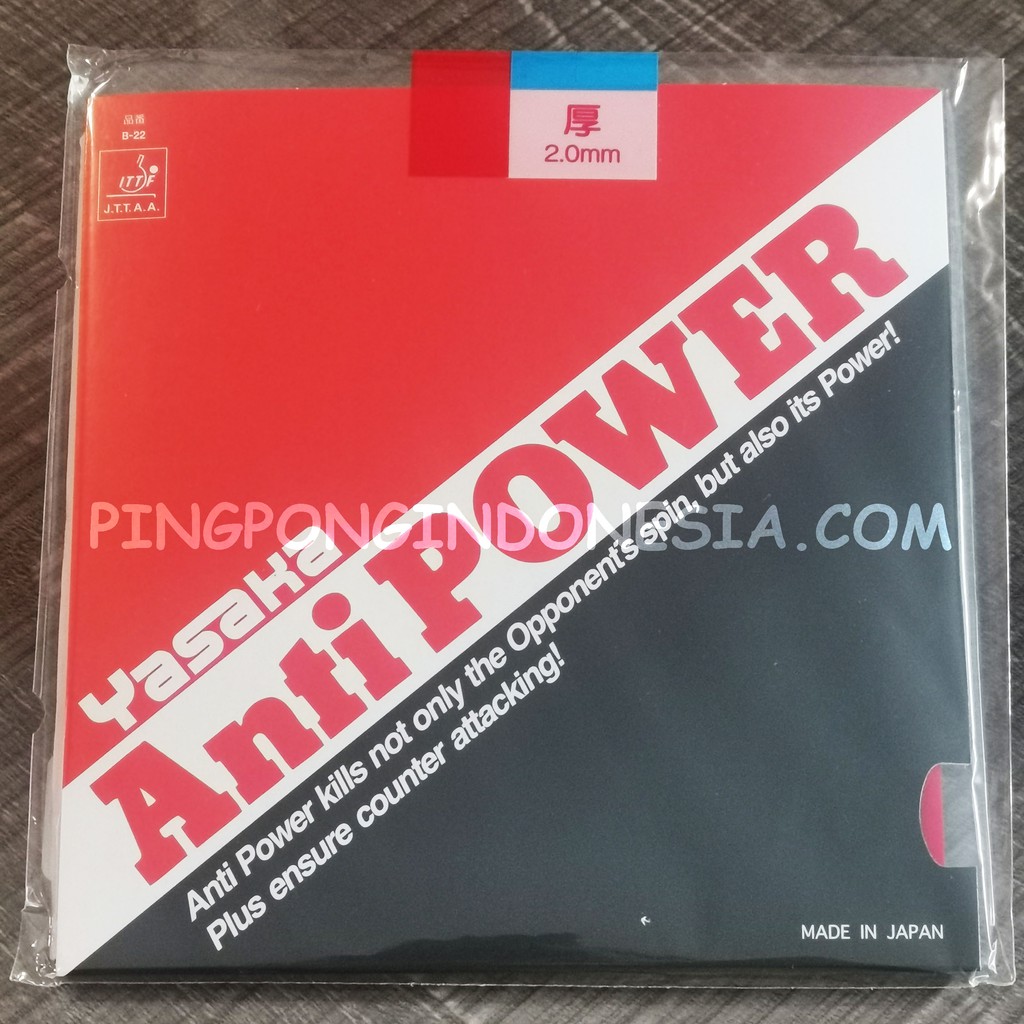 品番
B-22
ITTF
J.T.T.A.A.
厚
2.0mm
Yasaka
Anti POWER
Anti Power kills not only the Opponent's spin, but also its Power!
Plus ensure counter attacking!
PINGPONGINDONESIA.COM
MADE IN JAPAN